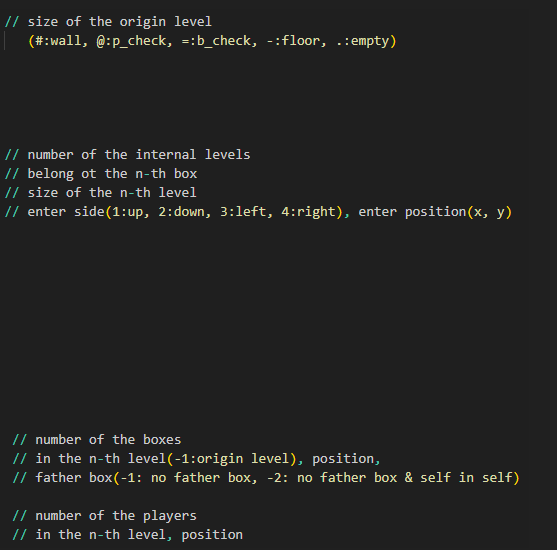 // size of the origin level
(#:wall, @:p_check, =:b_check, -:floor, .:empty)
// number of the internal levels
// belong ot the n-th box
// size of the n-th level
// enter side(1:up, 2:down, 3:left, 4:right), enter position(x, y)
// number of the boxes
// in the n-th level(-1:origin level), position,
// father box(-1: no father box, -2: no father box & self in self)
// number of the players
// in the n-th level, position